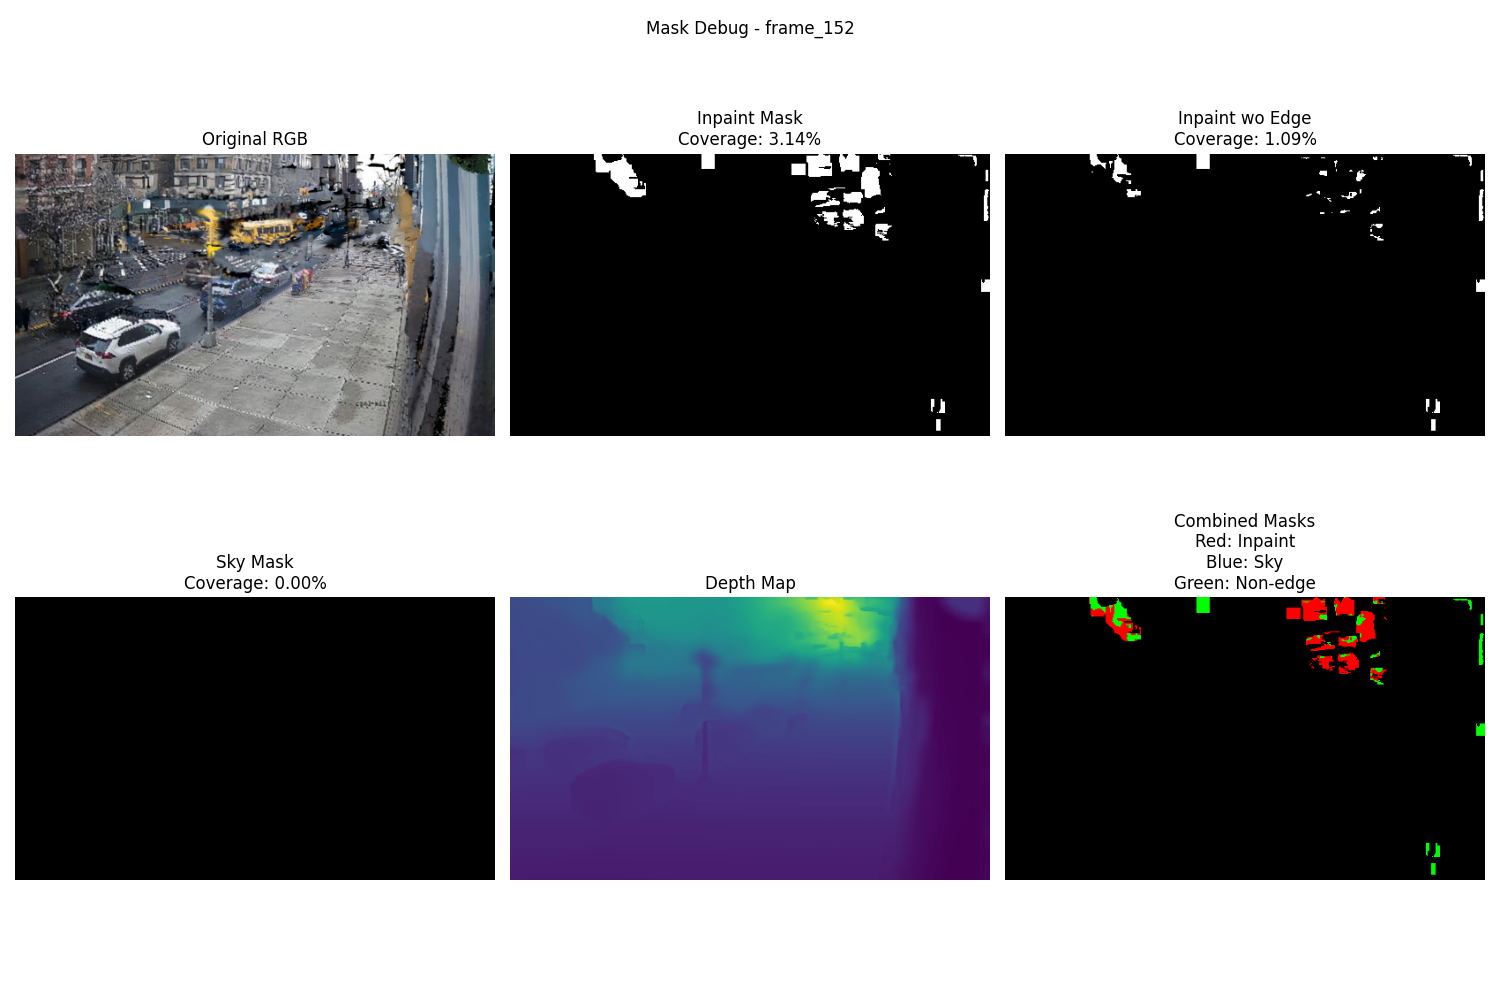 Mask Debug - frame_152
Original RGB
Inpaint Mask
Coverage: 3.14%
Inpaint wo Edge
Coverage: 1.09%
Sky Mask
Coverage: 0.00%
Depth Map
Combined Masks
Red: Inpaint
Blue: Sky
Green: Non-edge